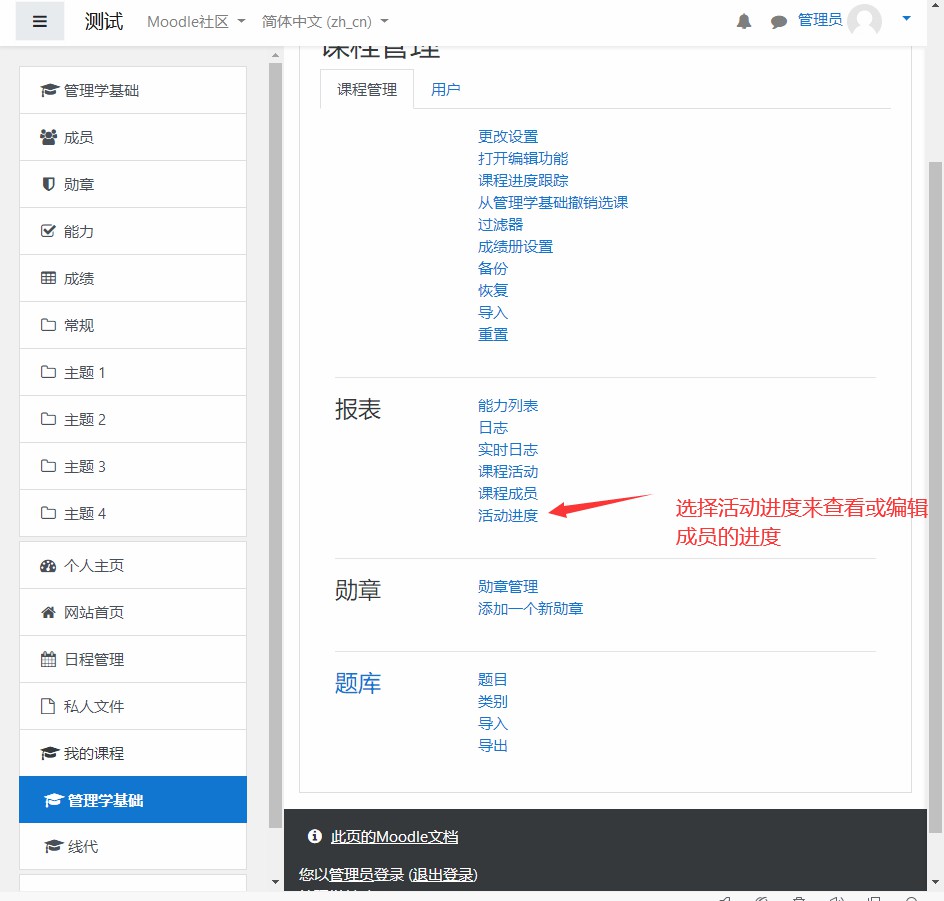 测试 Moodle社区 简体中文 (zh_cn) 管理员
管理学基础
成员
勋章
能力
成绩
常规
主题 1
主题 2
主题 3
主题 4
个人主页
网站首页
日程管理
私人文件
我的课程
管理学基础
线代
课程管理
课程管理 用户
更改设置
打开编辑功能
课程进度跟踪
从管理学基础撤销选课
过滤器
成绩册设置
备份
恢复
导入
重置
报表
能力列表
日志
实时日志
课程活动
课程成员
活动进度
选择活动进度来查看或编辑
成员的进度
勋章
勋章管理
添加一个新勋章
题库
题目
类别
导入
导出
此页的Moodle文档
您以管理员登录 (退出登录)